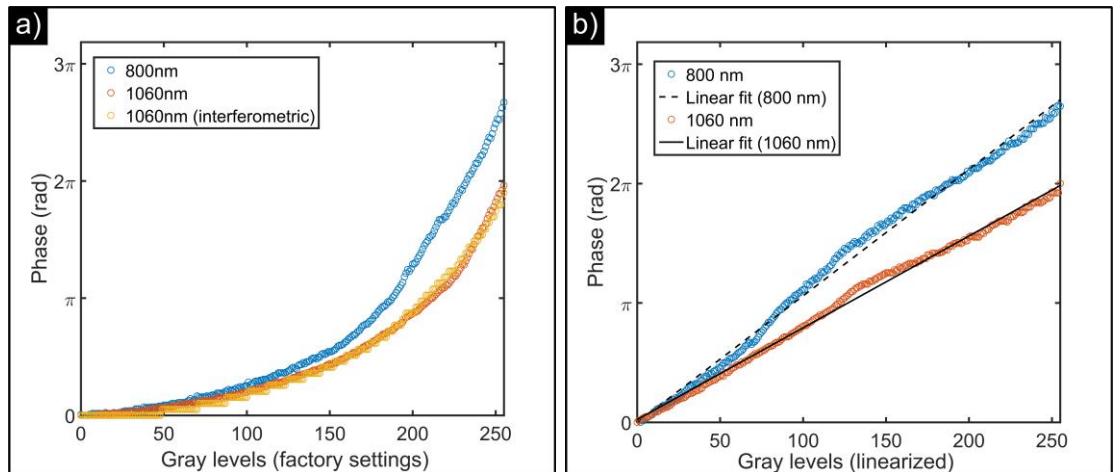 a)
3π
2π
π
0
Phase (rad)
800nm
1060nm
1060nm (interferometric)
0 50 100 150 200 250
Gray levels (factory settings)
b)
3π
2π
π
0
Phase (rad)
800 nm
Linear fit (800 nm)
1060 nm
Linear fit (1060 nm)
0 50 100 150 200 250
Gray levels (linearized)